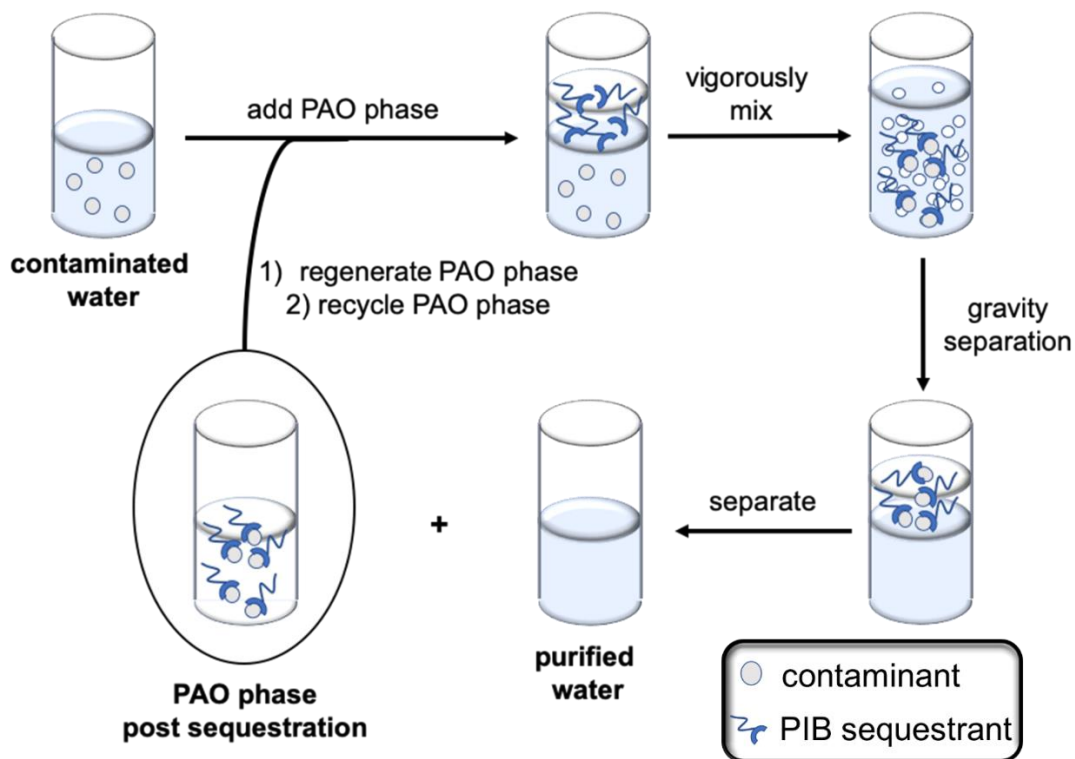 add PAO phase
vigorously
mix
contaminated
water
1) regenerate PAO phase
2) recycle PAO phase
gravity
separation
separate
+
PAO phase
post sequestration
purified
water
contaminant
PIB sequestrant